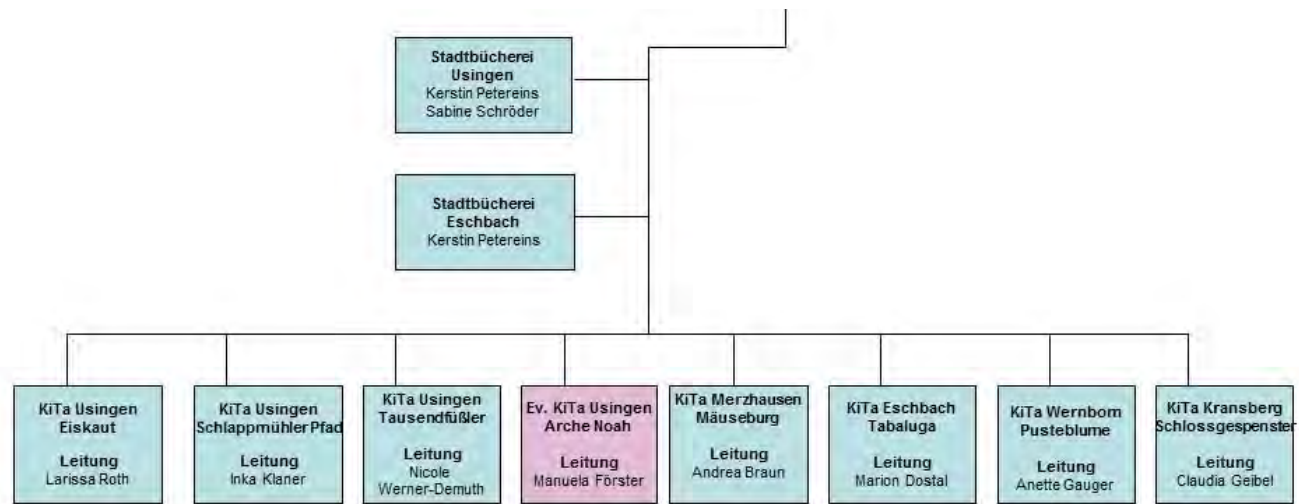 Stadtbücherei
Usingen
Kerstin Petereins
Sabine Schröder
Stadtbücherei
Eschbach
Kerstin Petereins
KiTa Usingen
Eiskaut
Leitung
Larissa Roth
KiTa Usingen
Schlappmühler Pfad
Leitung
Inka Klaner
KiTa Usingen
Tausendfüßler
Leitung
Nicole
Werner-Demuth
Ev. KiTa Usingen
Arche Noah
Leitung
Manuela Förster
KiTa Merzhausen
Mäuseburg
Leitung
Andrea Braun
KiTa Eschbach
Tabaluga
Leitung
Marion Dostal
KiTa Wernborn
Pusteblume
Leitung
Anette Gauger
KiTa Kransberg
Schlossgespenster
Leitung
Claudia Geibel